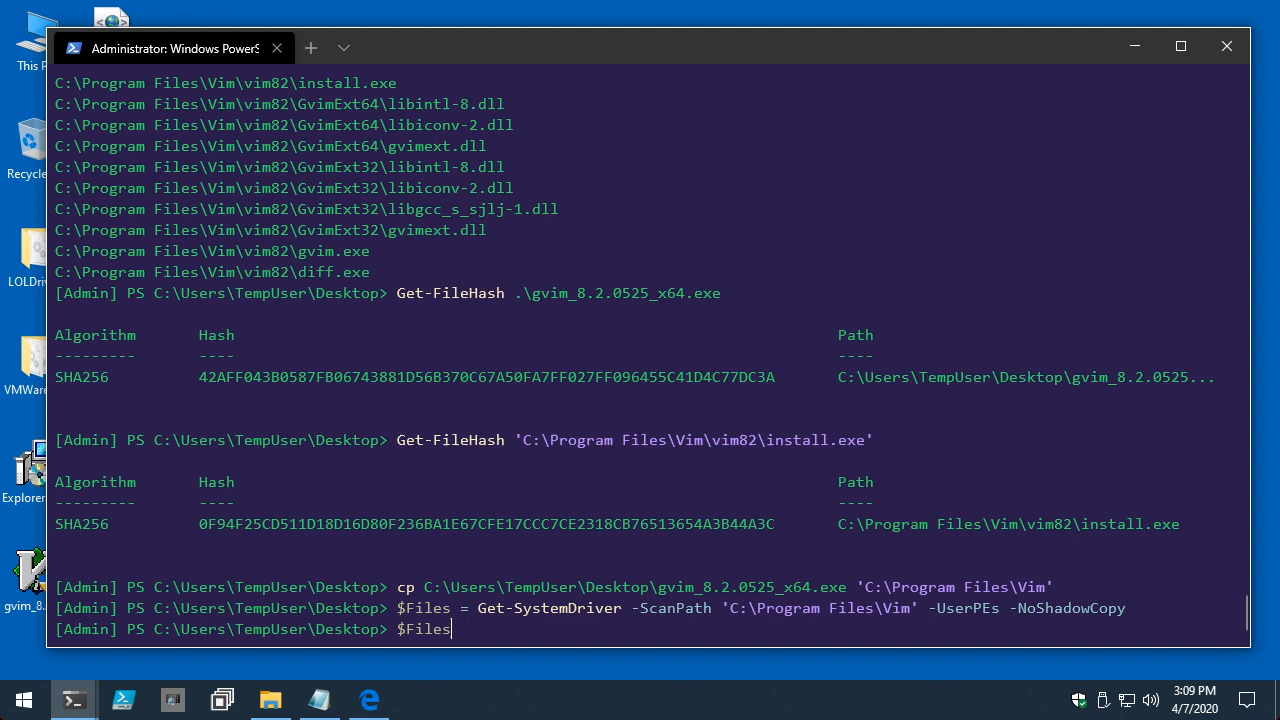 This P
Recycle
LOLDriv
VMWare
Explorer
gvim_8.
Administrator: Windows PowerS
C:\Program Files\Vim\vim82\install.exe
C:\Program Files\Vim\vim82\GvimExt64\libintl-8.dll
C:\Program Files\Vim\vim82\GvimExt64\libiconv-2.dll
C:\Program Files\Vim\vim82\GvimExt64\gvimext.dll
C:\Program Files\Vim\vim82\GvimExt32\libintl-8.dll
C:\Program Files\Vim\vim82\GvimExt32\libiconv-2.dll
C:\Program Files\Vim\vim82\GvimExt32\libgcc_s_sjlj-1.dll
C:\Program Files\Vim\vim82\GvimExt32\gvimext.dll
C:\Program Files\Vim\vim82\gvim.exe
C:\Program Files\Vim\vim82\diff.exe
[Admin] PS C:\Users\TempUser\Desktop> Get-FileHash .\gvim_8.2.0525_x64.exe
Algorithm Hash Path
--------- ---- ----
SHA256 42AFF043B0587FB06743881D56B370C67A50FA7FF027FF096455C41D4C77DC3A C:\Users\TempUser\Desktop\gvim_8.2.0525...
[Admin] PS C:\Users\TempUser\Desktop> Get-FileHash 'C:\Program Files\Vim\vim82\install.exe'
Algorithm Hash Path
--------- ---- ----
SHA256 0F94F25CD511D18D16D80F236BA1E67CFE17CCC7CE2318CB76513654A3B44A3C C:\Program Files\Vim\vim82\install.exe
[Admin] PS C:\Users\TempUser\Desktop> cp C:\Users\TempUser\Desktop\gvim_8.2.0525_x64.exe 'C:\Program Files\Vim'
[Admin] PS C:\Users\TempUser\Desktop> $Files = Get-SystemDriver -ScanPath 'C:\Program Files\Vim' -UserPEs -NoShadowCopy
[Admin] PS C:\Users\TempUser\Desktop> $Files
3:09 PM
4/7/2020